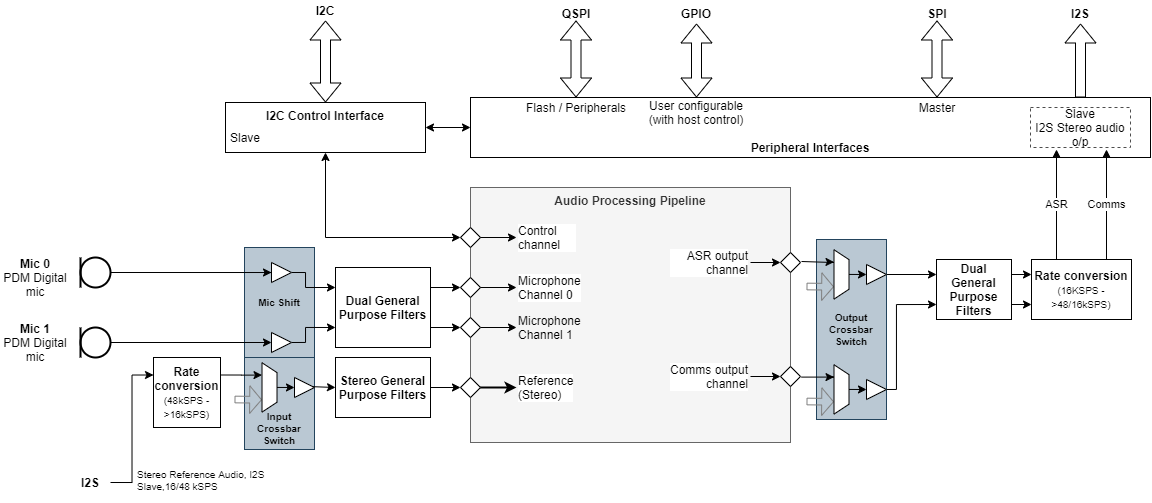 I2C
QSPI
GPIO
SPI
I2S
I2C Control Interface
Slave
Flash / Peripherals
User configurable
(with host control)
Master
Slave
I2S Stereo audio
o/p
Peripheral Interfaces
Audio Processing Pipeline
ASR
Comms
Control
channel
Mic 0
PDM Digital
mic
Mic Shift
Dual General
Purpose Filters
Microphone
Channel 0
Microphone
Channel 1
ASR output
channel
Output
Crossbar
Switch
Dual
General
Purpose
Filters
Rate conversion
(16KSPS -
>48/16kSPS)
Mic 1
PDM Digital
mic
Rate
conversion
(48kSPS -
>16kSPS)
Input
Crossbar
Switch
Stereo General
Purpose Filters
Reference
(Stereo)
Comms output
channel
I2S
Stereo Reference Audio, I2S
Slave,16/48 kSPS